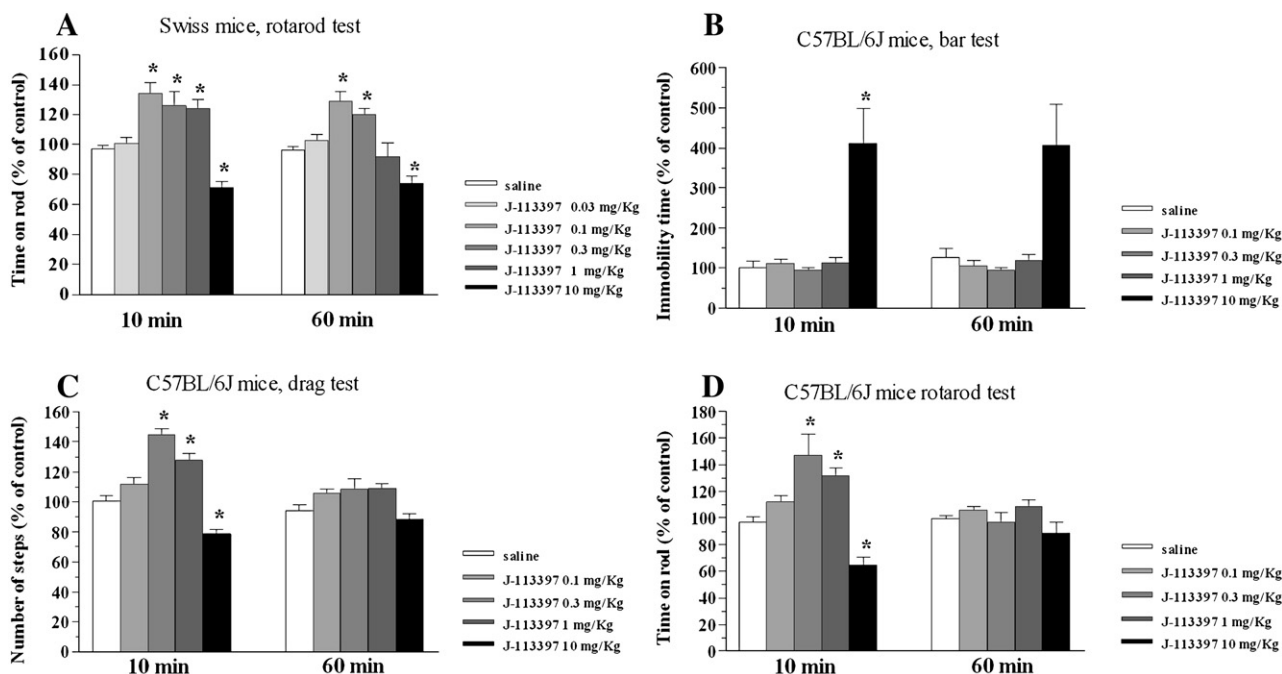 A
Swiss mice, rotarod test
Time on rod (% of control)
160
140
120
100
80
60
40
20
0
* * * *
* * *
10 min 60 min
saline
J-113397 0.03 mg/Kg
J-113397 0.1 mg/Kg
J-113397 0.3 mg/Kg
J-113397 1 mg/Kg
J-113397 10 mg/Kg
B
C57BL/6J mice, bar test
Immobility time (% of control)
600
500
400
300
200
100
0
*
10 min 60 min
saline
J-113397 0.1 mg/Kg
J-113397 0.3 mg/Kg
J-113397 1 mg/Kg
J-113397 10 mg/Kg
C
C57BL/6J mice, drag test
Number of steps (% of control)
160
140
120
100
80
60
40
20
0
* * *
10 min 60 min
saline
J-113397 0.1 mg/Kg
J-113397 0.3 mg/Kg
J-113397 1 mg/Kg
J-113397 10 mg/Kg
D
C57BL/6J mice rotarod test
Time on rod (% of control)
180
160
140
120
100
80
60
40
20
0
* * *
10 min 60 min
saline
J-113397 0.1 mg/Kg
J-113397 0.3 mg/Kg
J-113397 1 mg/Kg
J-113397 10 mg/Kg